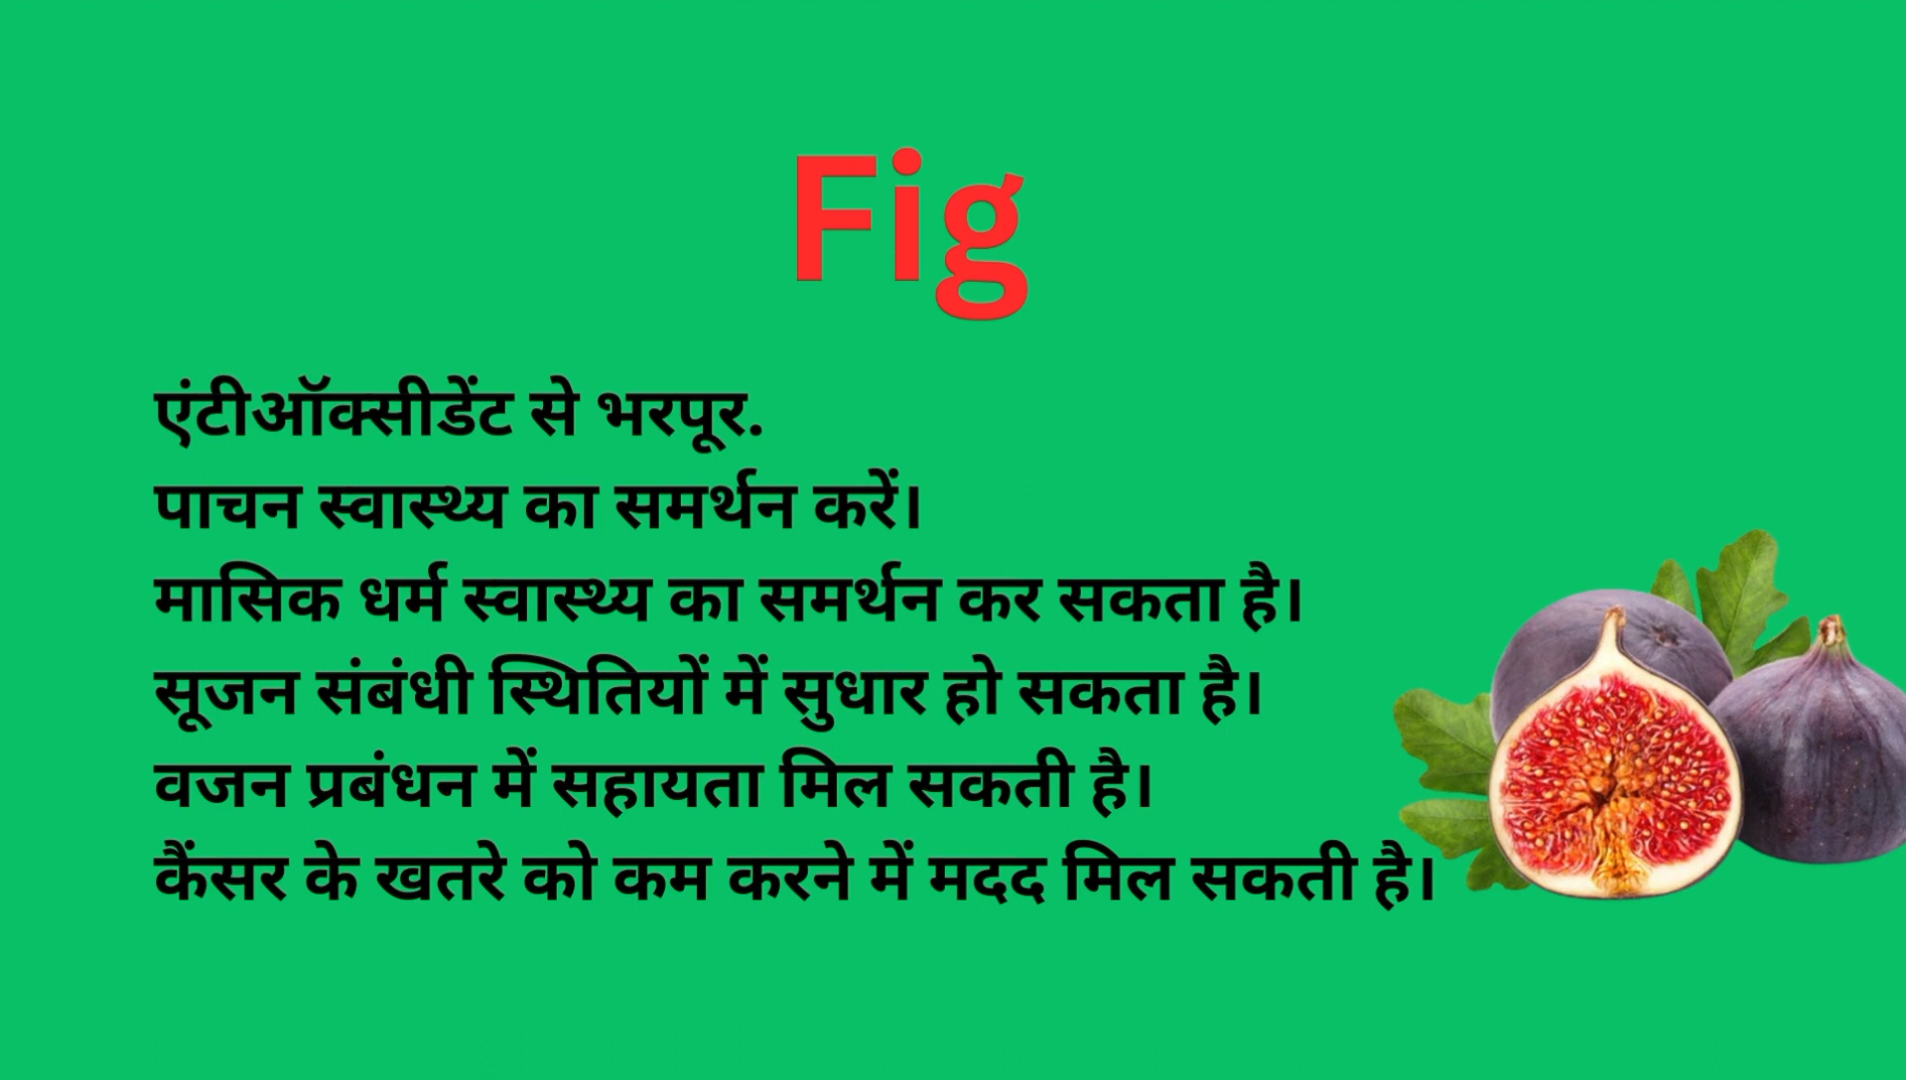 Fig
एंटीऑक्सीडेंट से भरपूर.
पाचन स्वास्थ्य का समर्थन करें।
मासिक धर्म स्वास्थ्य का समर्थन कर सकता है।
सूजन संबंधी स्थितियों में सुधार हो सकता है।
वजन प्रबंधन में सहायता मिल सकती है।
कैंसर के खतरे को कम करने में मदद मिल सकती है।